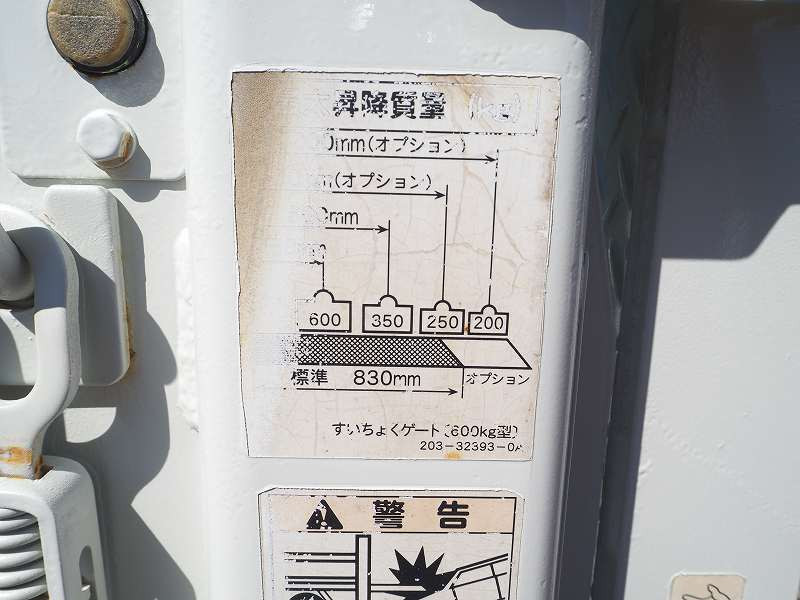 昇降質量 (kg)
0mm(オプション)
(オプション)
mm
600 350 250 200
標準 830mm オプション
すいちょくゲート(600kg型)
203-32393-0A
警告